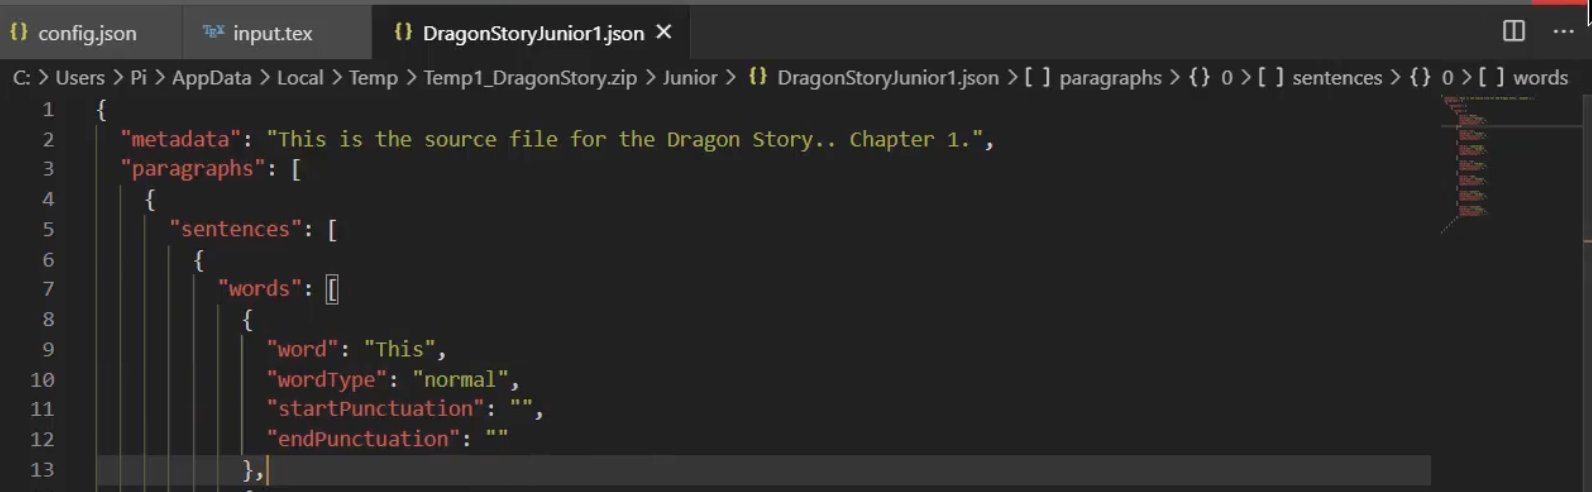 {} config.json TEX input.tex {} DragonStoryJunior1.json × ...
C: > Users > Pi > AppData > Local > Temp > Temp1_DragonStory.zip > Junior > {} DragonStoryJunior1.json > [ ] paragraphs > {} 0 > [ ] sentences > {} 0 > [ ] words
1 {
2 "metadata": "This is the source file for the Dragon Story.. Chapter 1.",
3 "paragraphs": [
4 {
5 "sentences": [
6 {
7 "words": [
8 {
9 "word": "This",
10 "wordType": "normal",
11 "startPunctuation": "",
12 "endPunctuation": ""
13 },